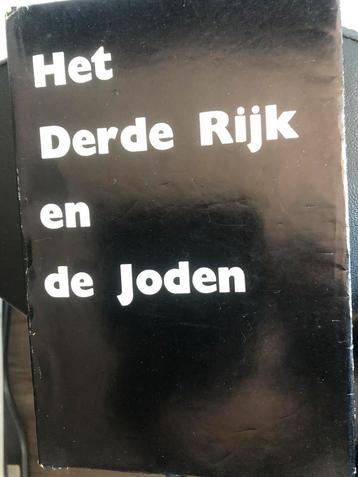 Het
Derde Rijk
en
de Joden